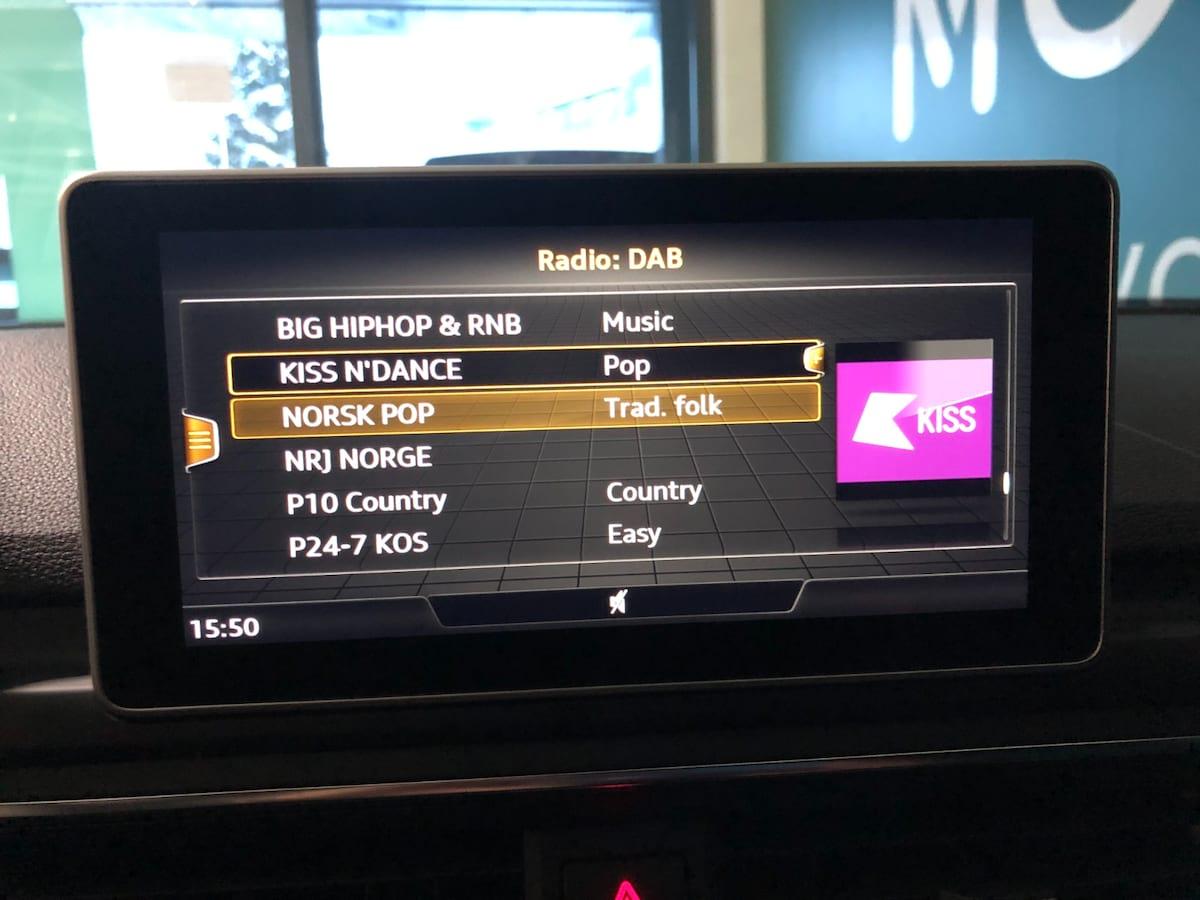 MO
Radio: DAB
BIG HIPHOP & RNB Music
KISS N'DANCE Pop
NORSK POP Trad. folk
NRJ NORGE
P10 Country Country
P24-7 KOS Easy
KISS
15:50